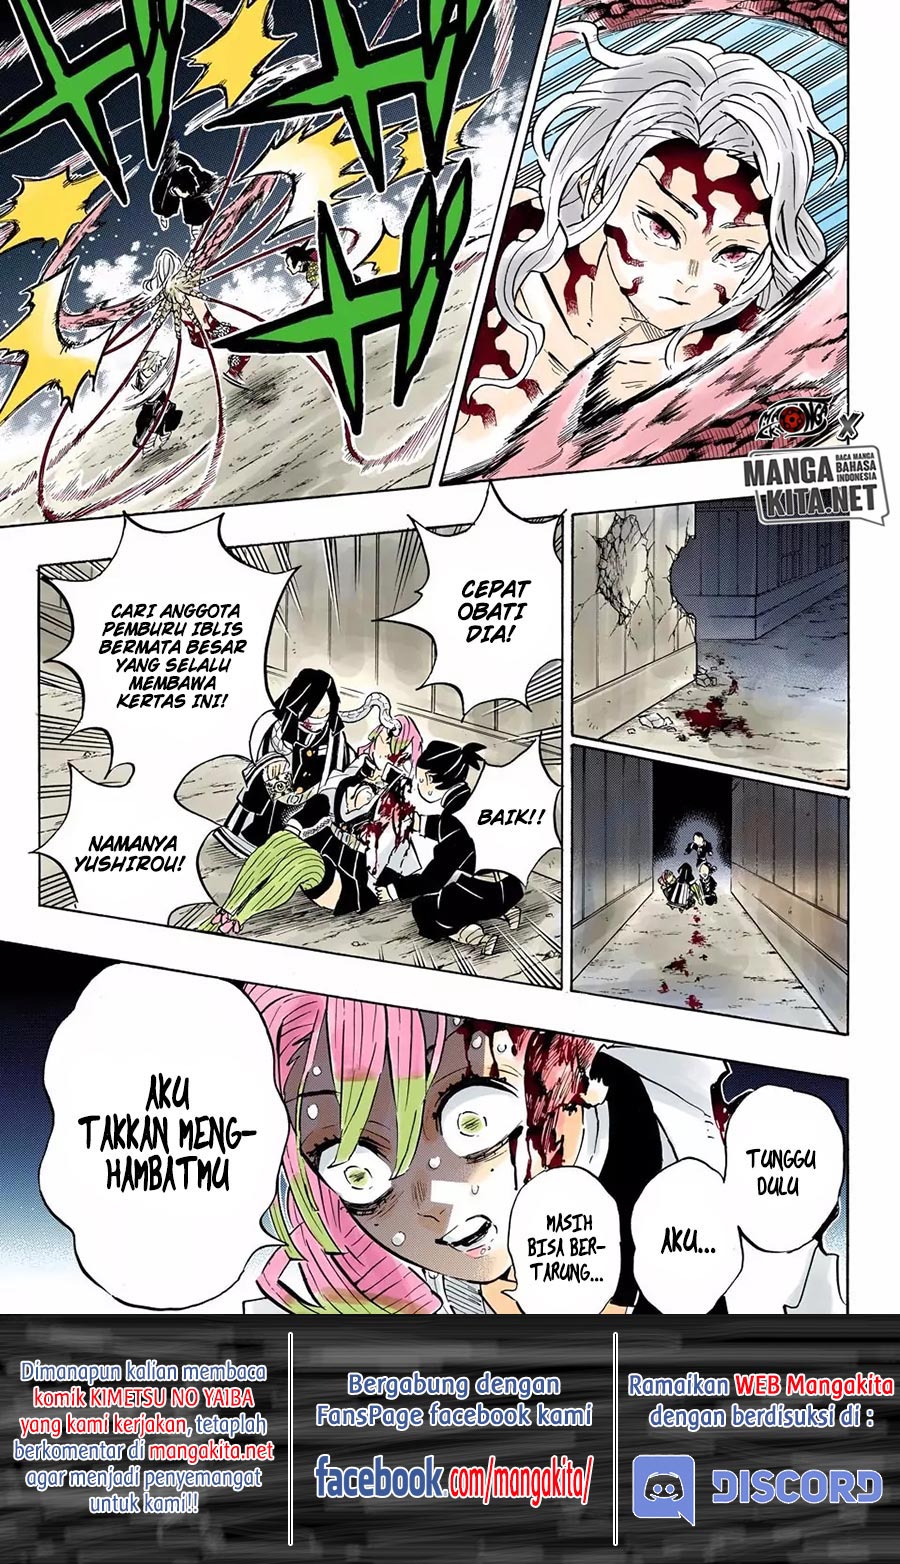 MANGA
KITA.NET
BACA MANGA
BAHASA
INDONESIA
X
CEPAT
OBATI
DIA!
CARI ANGGOTA
PEMBURU IBLIS
BERMATA BESAR
YANG SELALU
MEMBAWA
KERTAS INI!
NAMANYA
YUSHIROU!
BAIK!!
TUNGGU
DULU
AKU...
MASIH
BISA BER-
TARUNG...
AKU
TAKKAN MENG-
HAMBATMU
Dimanapun kalian membaca
komik KIMETSU NO YAIBA
yang kami kerjakan, tetaplah
berkomentar di mangakita.net
agar menjadi penyemangat
untuk kami!!
Bergabung dengan
FansPage facebook kami
facebook.com/mangakita/
Ramaikan WEB Mangakita
dengan berdisuksi di :
DISCORD